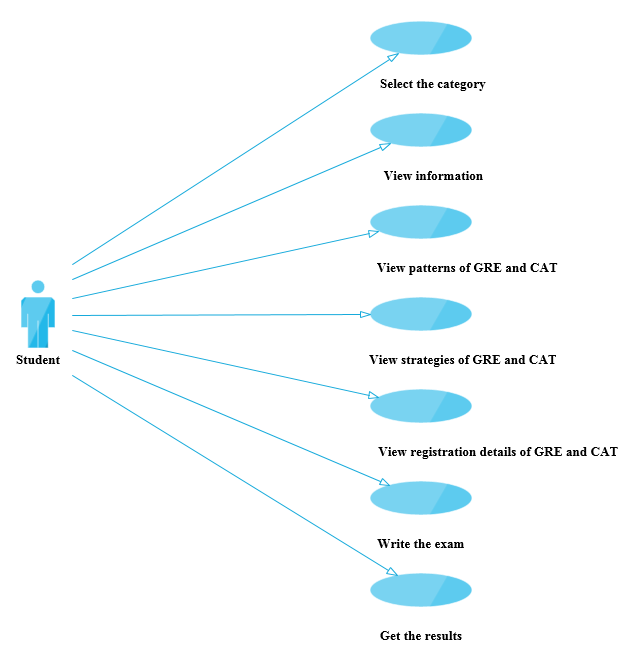 Select the category
View information
View patterns of GRE and CAT
View strategies of GRE and CAT
Student
View registration details of GRE and CAT
Write the exam
Get the results